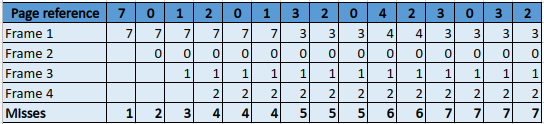 Page reference 7 0 1 2 0 1 3 2 0 4 2 3 0 3 2
Frame 1 7 7 7 7 7 7 3 3 3 4 4 3 3 3 3
Frame 2 0 0 0 0 0 0 0 0 0 0 0 0 0 0
Frame 3 1 1 1 1 1 1 1 1 1 1 1 1 1
Frame 4 2 2 2 2 2 2 2 2 2 2 2 2
MIsses 1 2 3 4 4 4 5 5 5 6 6 7 7 7 7